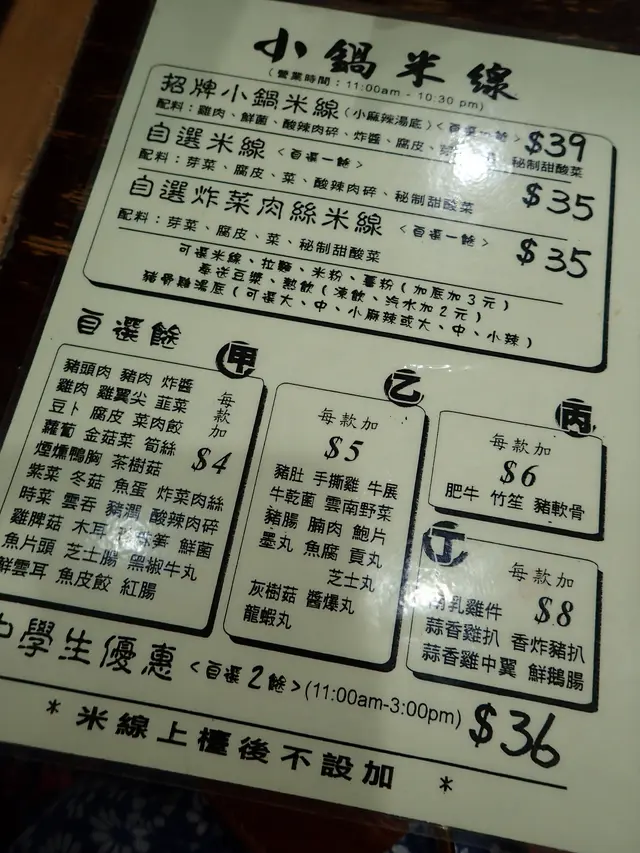 小鍋米線
(營業時間：11:00am - 10:30 pm)
招牌小鍋米線(小麻辣湯底)<自選一餸> $39
配料：雞肉、鮮菌、酸辣肉碎、炸醬、腐皮、 秘制甜酸菜
自選米線 <自選一餸> $35
配料：芽菜、腐皮、菜、酸辣肉碎、秘制甜酸菜
自選炸菜肉絲米線 <自選一餸> $35
配料：芽菜、腐皮、菜、秘制甜酸菜
可選米線、拉麵、米粉、薯粉(加底加3元)
奉送豆漿、熱飲(凍飲、汽水加2元)
豬骨雞湯底(可選大、中、小麻辣或大、中、小辣)
自選餸
甲
每款加
$4
豬頭肉 豬肉 炸醬
雞肉 雞翼尖 韮菜
豆卜 腐皮 菜肉餃
蘿蔔 金菇菜 筍絲
煙燻鴨胸 茶樹菇
紫菜 冬菇 魚蛋 炸菜肉絲
時菜 雲吞 豬潤 酸辣肉碎
雞脾菇 木耳 鮮菌
魚片頭 芝士腸 黑椒牛丸
鮮雲耳 魚皮餃 紅腸
乙
每款加
$5
豬肚 手撕雞 牛展
牛乾菌 雲南野菜
豬腸 腩肉 鮑片
墨丸 魚腐 貢丸
芝士丸
灰樹菇 醬爆丸
龍蝦丸
丙
每款加
$6
肥牛 竹笙 豬軟骨
丁
每款加
$8
南乳雞件
蒜香雞扒 香炸豬扒
蒜香雞中翼 鮮鵝腸
中學生優惠 <自選2餸>(11:00am-3:00pm) $36
* 米線上檯後不設加 *